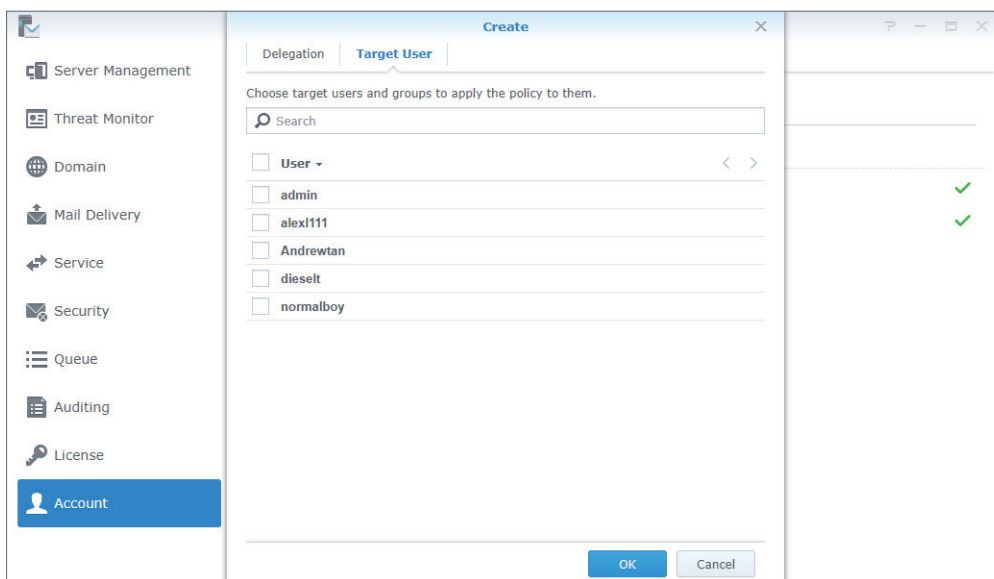 Create
Delegation
Target User
Choose target users and groups to apply the policy to them.
Search
User
admin
alexl111
Andrewtan
dieselt
normalboy
OK
Cancel
Server Management
Threat Monitor
Domain
Mail Delivery
Service
Security
Queue
Auditing
License
Account